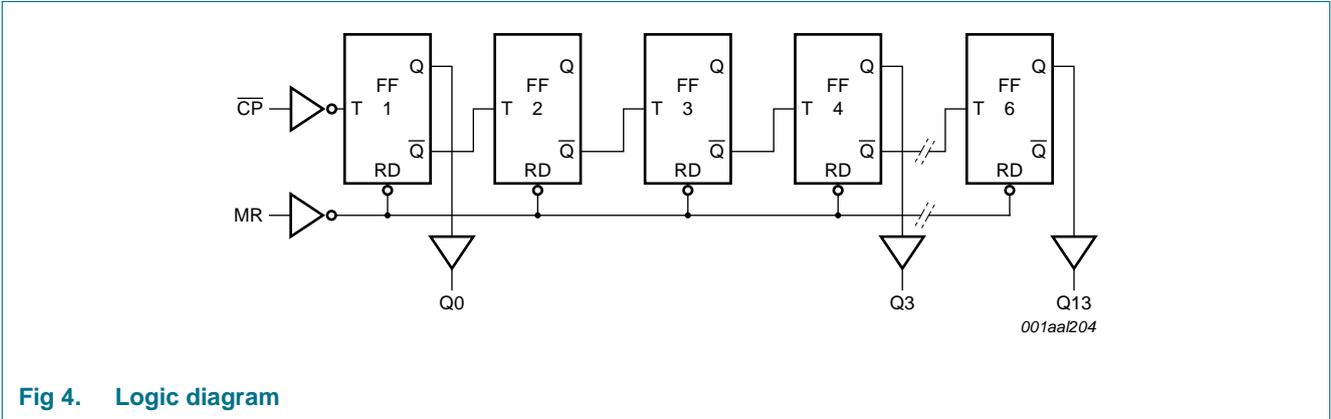 Q Q Q Q Q
FF FF FF FF FF
C̅P̅ T 1 T 2 T 3 T 4 T 6
Q̅ Q̅ Q̅ Q̅ Q̅
RD RD RD RD RD
MR
Q0 Q3 Q13
001aal204
Fig 4. Logic diagram